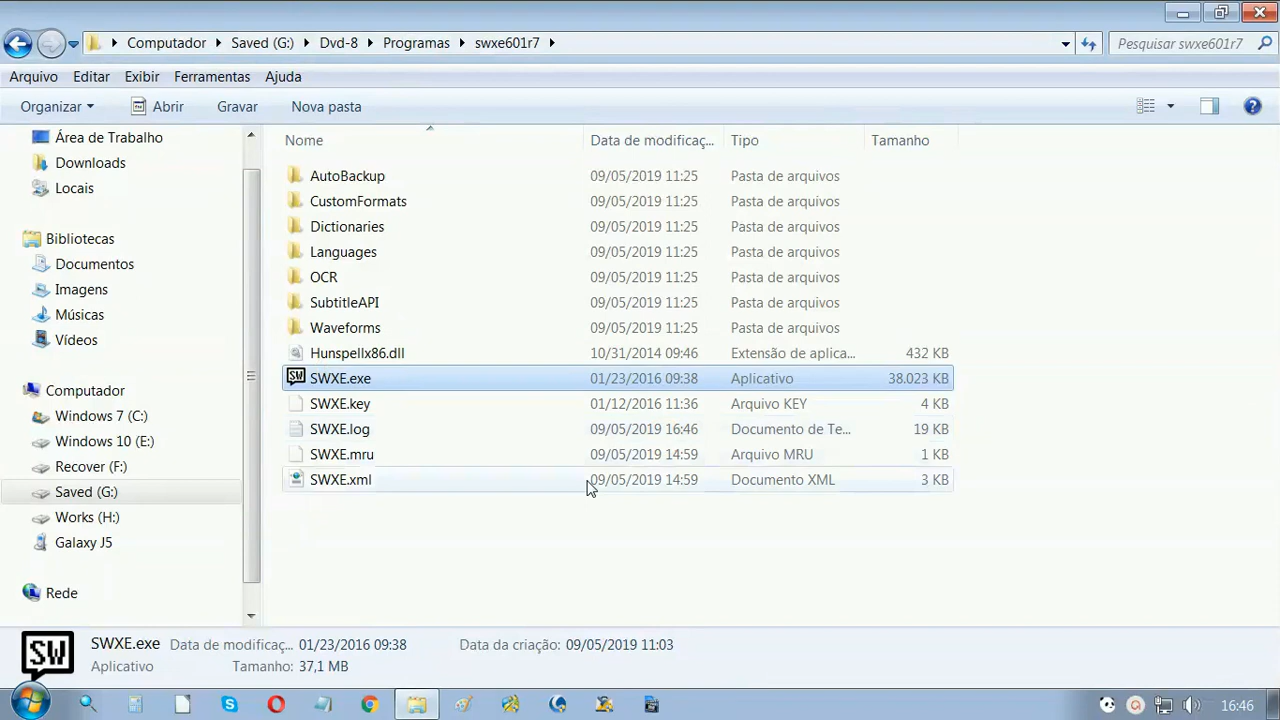 Computador Saved (G:) Dvd-8 Programas swxe601r7
Pesquisar swxe601r7
Arquivo Editar Exibir Ferramentas Ajuda
Organizar Abrir Gravar Nova pasta
Área de Trabalho
Downloads
Locais
Bibliotecas
Documentos
Imagens
Músicas
Vídeos
Computador
Windows 7 (C:)
Windows 10 (E:)
Recover (F:)
Saved (G:)
Works (H:)
Galaxy J5
Rede
Nome Data de modificaç... Tipo Tamanho
AutoBackup 09/05/2019 11:25 Pasta de arquivos
CustomFormats 09/05/2019 11:25 Pasta de arquivos
Dictionaries 09/05/2019 11:25 Pasta de arquivos
Languages 09/05/2019 11:25 Pasta de arquivos
OCR 09/05/2019 11:25 Pasta de arquivos
SubtitleAPI 09/05/2019 11:25 Pasta de arquivos
Waveforms 09/05/2019 11:25 Pasta de arquivos
Hunspellx86.dll 10/31/2014 09:46 Extensão de aplica... 432 KB
SWXE.exe 01/23/2016 09:38 Aplicativo 38.023 KB
SWXE.key 01/12/2016 11:36 Arquivo KEY 4 KB
SWXE.log 09/05/2019 16:46 Documento de Te... 19 KB
SWXE.mru 09/05/2019 14:59 Arquivo MRU 1 KB
SWXE.xml 09/05/2019 14:59 Documento XML 3 KB
SW
SWXE.exe Data de modificaç... 01/23/2016 09:38 Data da criação: 09/05/2019 11:03
Aplicativo Tamanho: 37,1 MB
16:46